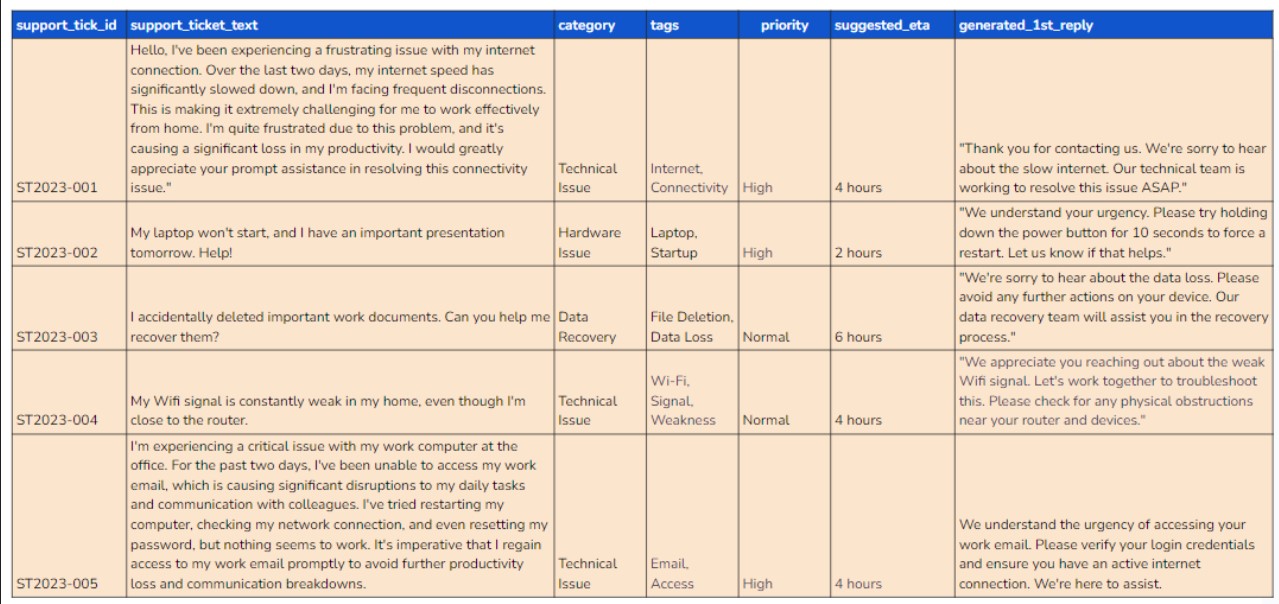 support_tick_id support_ticket_text category tags priority suggested_eta generated_1st_reply
Hello, I've been experiencing a frustrating issue with my internet
connection. Over the last two days, my internet speed has
significantly slowed down, and I'm facing frequent disconnections.
This is making it extremely challenging for me to work effectively
from home. I'm quite frustrated due to this problem, and it's
causing a significant loss in my productivity. I would greatly
appreciate your prompt assistance in resolving this connectivity
issue."
ST2023-001
Technical
Issue
Internet,
Connectivity
High
4 hours
"Thank you for contacting us. We're sorry to hear
about the slow internet. Our technical team is
working to resolve this issue ASAP."
ST2023-002
My laptop won't start, and I have an important presentation
tomorrow. Help!
Hardware
Issue
Laptop,
Startup
High
2 hours
"We understand your urgency. Please try holding
down the power button for 10 seconds to force a
restart. Let us know if that helps."
ST2023-003
I accidentally deleted important work documents. Can you help me
recover them?
Data
Recovery
File Deletion,
Data Loss
Normal
6 hours
"We're sorry to hear about the data loss. Please
avoid any further actions on your device. Our
data recovery team will assist you in the recovery
process."
ST2023-004
My Wifi signal is constantly weak in my home, even though I'm
close to the router.
Technical
Issue
Wi-Fi,
Signal,
Weakness
Normal
4 hours
"We appreciate you reaching out about the weak
Wifi signal. Let's work together to troubleshoot
this. Please check for any physical obstructions
near your router and devices."
ST2023-005
I'm experiencing a critical issue with my work computer at the
office. For the past two days, I've been unable to access my work
email, which is causing significant disruptions to my daily tasks
and communication with colleagues. I've tried restarting my
computer, checking my network connection, and even resetting my
password, but nothing seems to work. It's imperative that I regain
access to my work email promptly to avoid further productivity
loss and communication breakdowns.
Technical
Issue
Email,
Access
High
4 hours
We understand the urgency of accessing your
work email. Please verify your login credentials
and ensure you have an active internet
connection. We're here to assist.